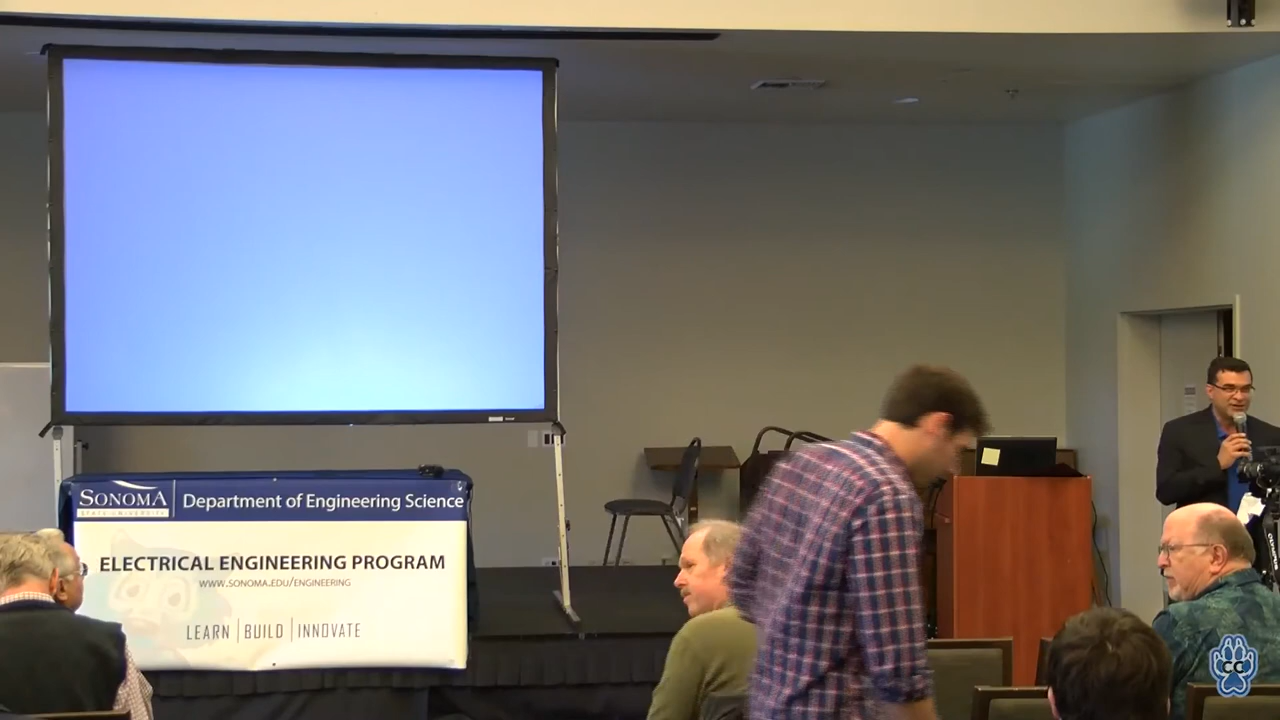 SONOMA
STATE UNIVERSITY
Department of Engineering Science
ELECTRICAL ENGINEERING PROGRAM
WWW.SONOMA.EDU/ENGINEERING
LEARN | BUILD | INNOVATE
CC